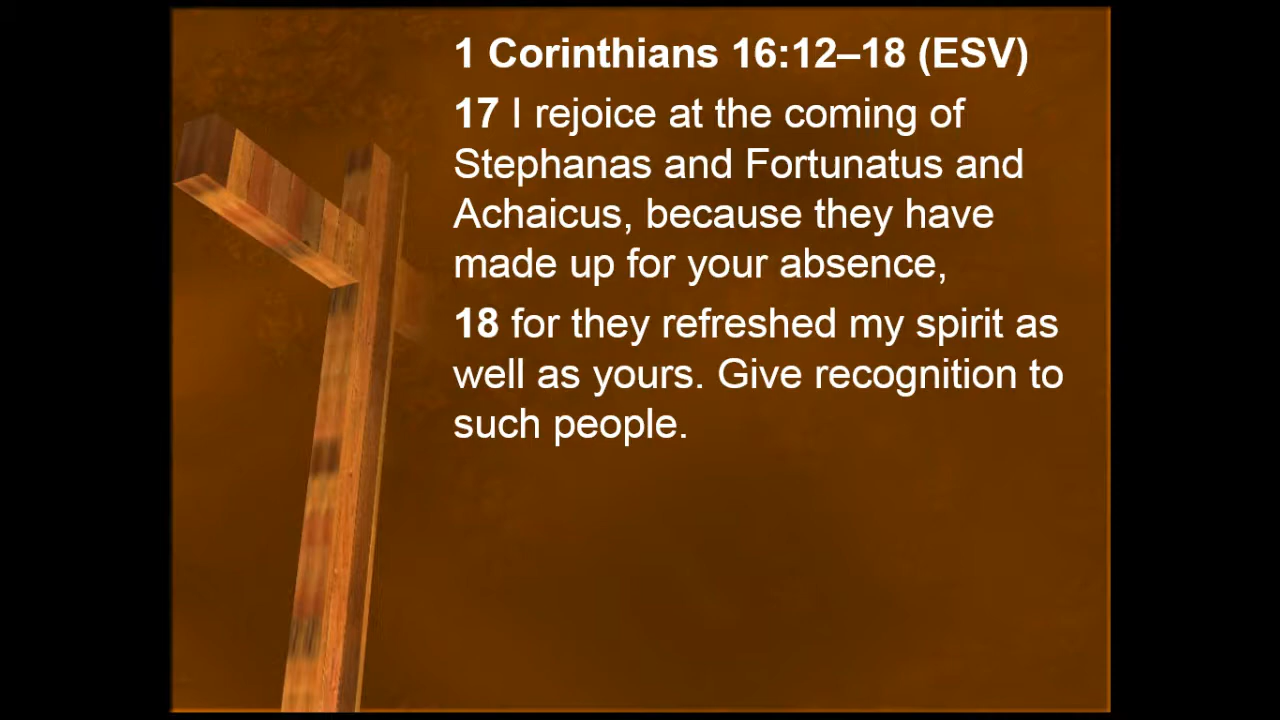 1 Corinthians 16:12–18 (ESV)
17 I rejoice at the coming of
Stephanas and Fortunatus and
Achaicus, because they have
made up for your absence,
18 for they refreshed my spirit as
well as yours. Give recognition to
such people.